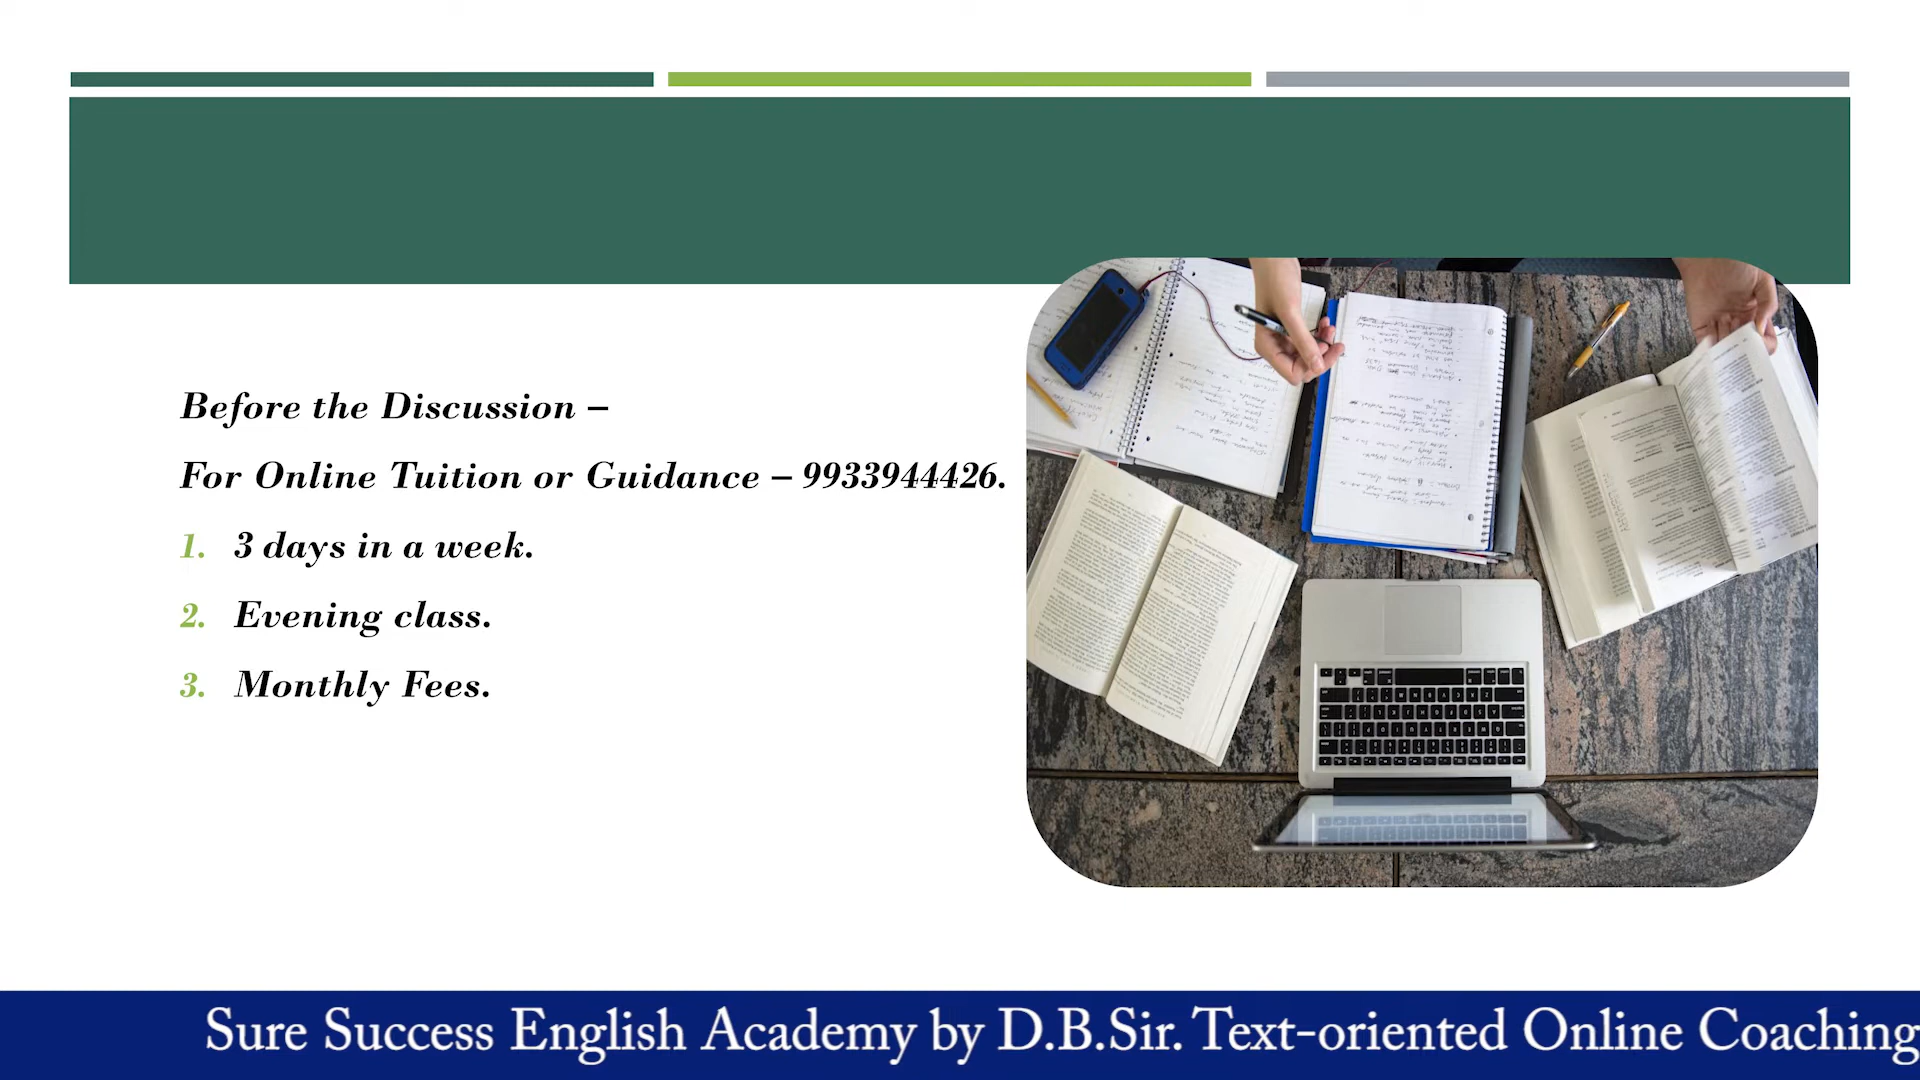 Before the Discussion –
For Online Tuition or Guidance – 9933944426.
1. 3 days in a week.
2. Evening class.
3. Monthly Fees.
Sure Success English Academy by D.B.Sir. Text-oriented Online Coaching